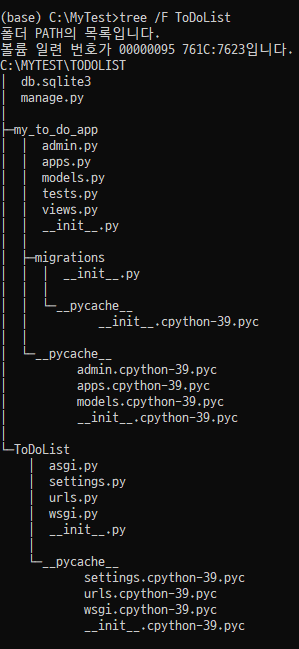 (base) C:\MyTest>tree /F ToDoList
폴더 PATH의 목록입니다.
볼륨 일련 번호가 00000095 761C:7623입니다.
C:\MYTEST\TODOLIST
│  db.sqlite3
│  manage.py
│
├─my_to_do_app
│  │  admin.py
│  │  apps.py
│  │  models.py
│  │  tests.py
│  │  views.py
│  │  __init__.py
│  │
│  ├─migrations
│  │  │  __init__.py
│  │  │
│  │  └─__pycache__
│  │          __init__.cpython-39.pyc
│  │
│  └─__pycache__
│          admin.cpython-39.pyc
│          apps.cpython-39.pyc
│          models.cpython-39.pyc
│          __init__.cpython-39.pyc
│
└─ToDoList
    │  asgi.py
    │  settings.py
    │  urls.py
    │  wsgi.py
    │  __init__.py
    │
    └─__pycache__
            settings.cpython-39.pyc
            urls.cpython-39.pyc
            wsgi.cpython-39.pyc
            __init__.cpython-39.pyc